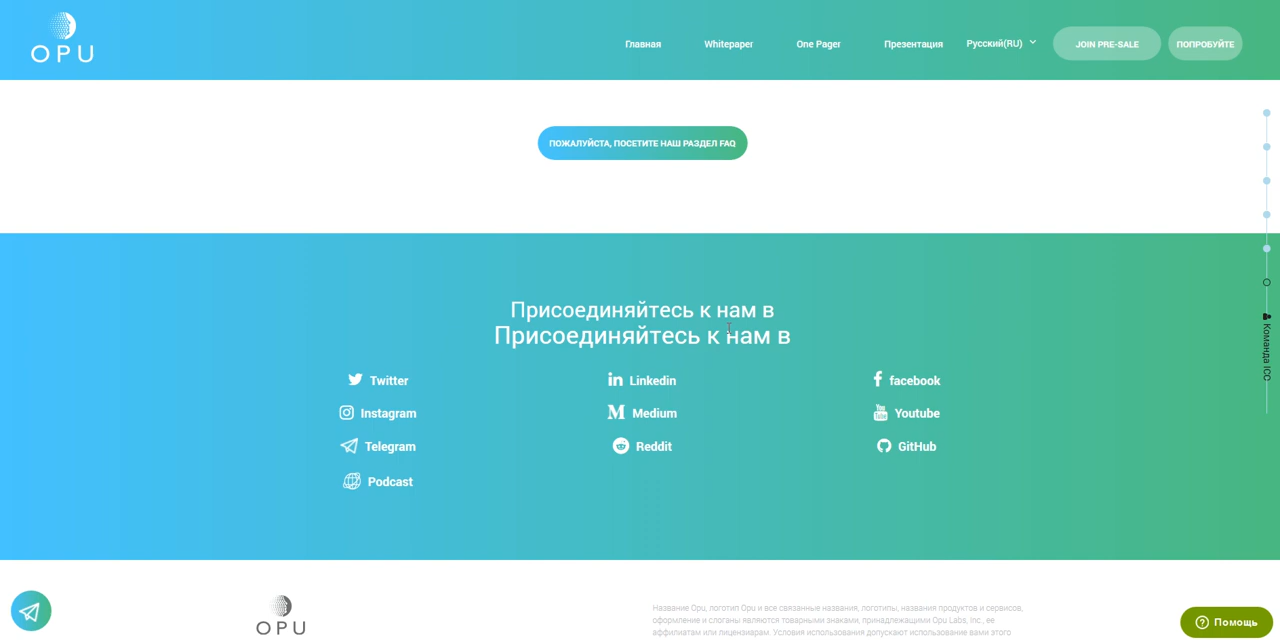 OPU
Главная Whitepaper One Pager Презентация Русский(RU) JOIN PRE-SALE ПОПРОБУЙТЕ
ПОЖАЛУЙСТА, ПОСЕТИТЕ НАШ РАЗДЕЛ FAQ
Команда ICC
Присоединяйтесь к нам в
Присоединяйтесь к нам в
Twitter Linkedin facebook
Instagram Medium Youtube
Telegram Reddit GitHub
Podcast
OPU
Название Opu, логотип Opu и все связанные названия, логотипы, названия продуктов и сервисов,
оформление и слоганы являются товарными знаками, принадлежащими Opu Labs, Inc., ее
аффилиатам или лицензиарам. Условия использования допускают использование вами этого
Помощь